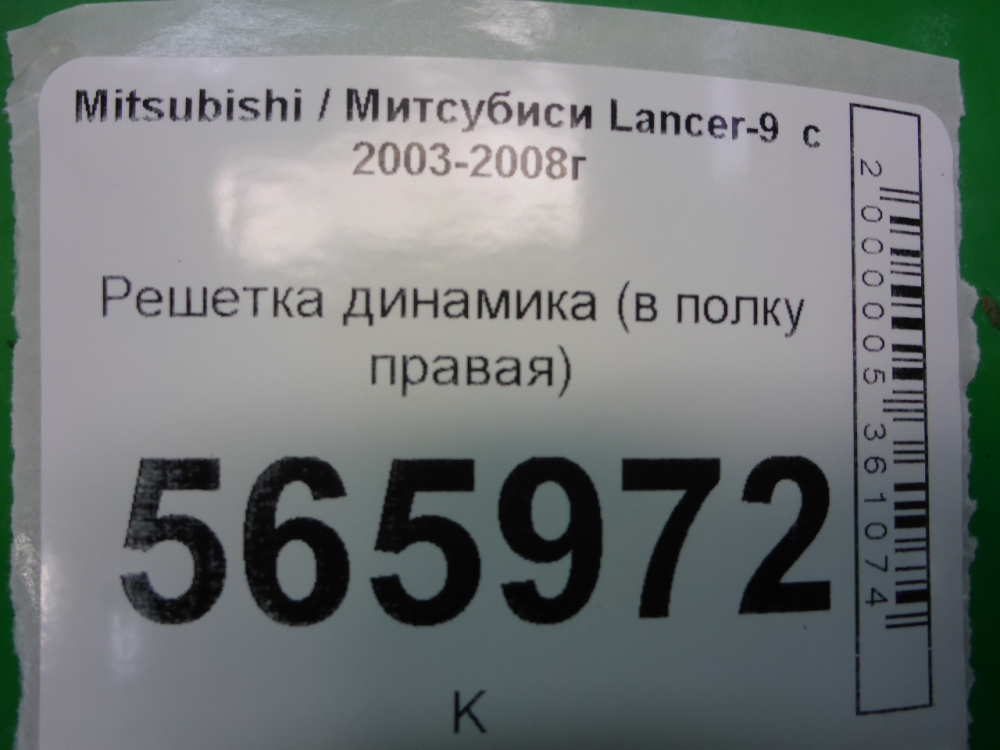 Mitsubishi / Митсубиси Lancer-9 с
2003-2008г
Решетка динамика (в полку
правая)
565972
К
2000005361074